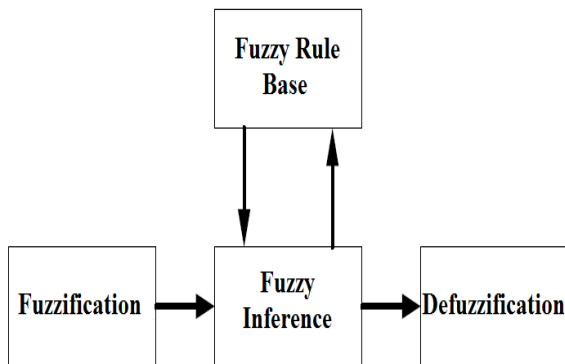 Fuzzy Rule
Base
Fuzzification
Fuzzy
Inference
Defuzzification